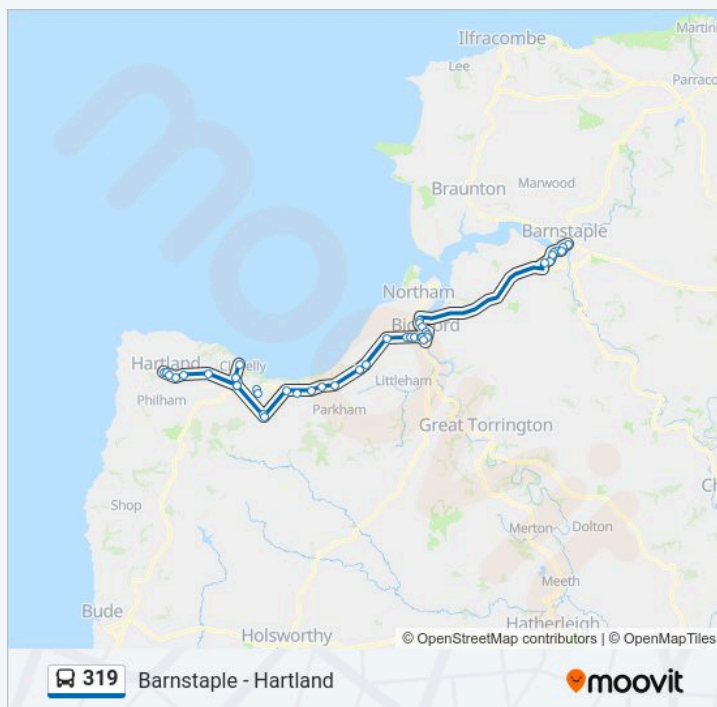 Ilfracombe
Martin
Lee
Parraco
Braunton
Marwood
Barnstaple
Northam
Bideford
Hartland
Clovelly
Philham
Littleham
Parkham
Great Torrington
Ch
Shop
Merton
Dolton
Meeth
Bude
Hatherleigh
Holsworthy
© OpenStreetMap contributors | © OpenMapTiles
319 Barnstaple - Hartland
moovit